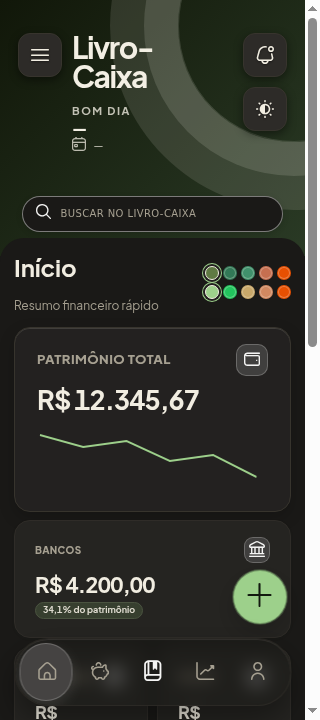 Livro-
Caixa
BOM DIA
—
—
BUSCAR NO LIVRO-CAIXA
Início
Resumo financeiro rápido
PATRIMÔNIO TOTAL
R$ 12.345,67
BANCOS
R$ 4.200,00
34,1% do patrimônio
R$ R$